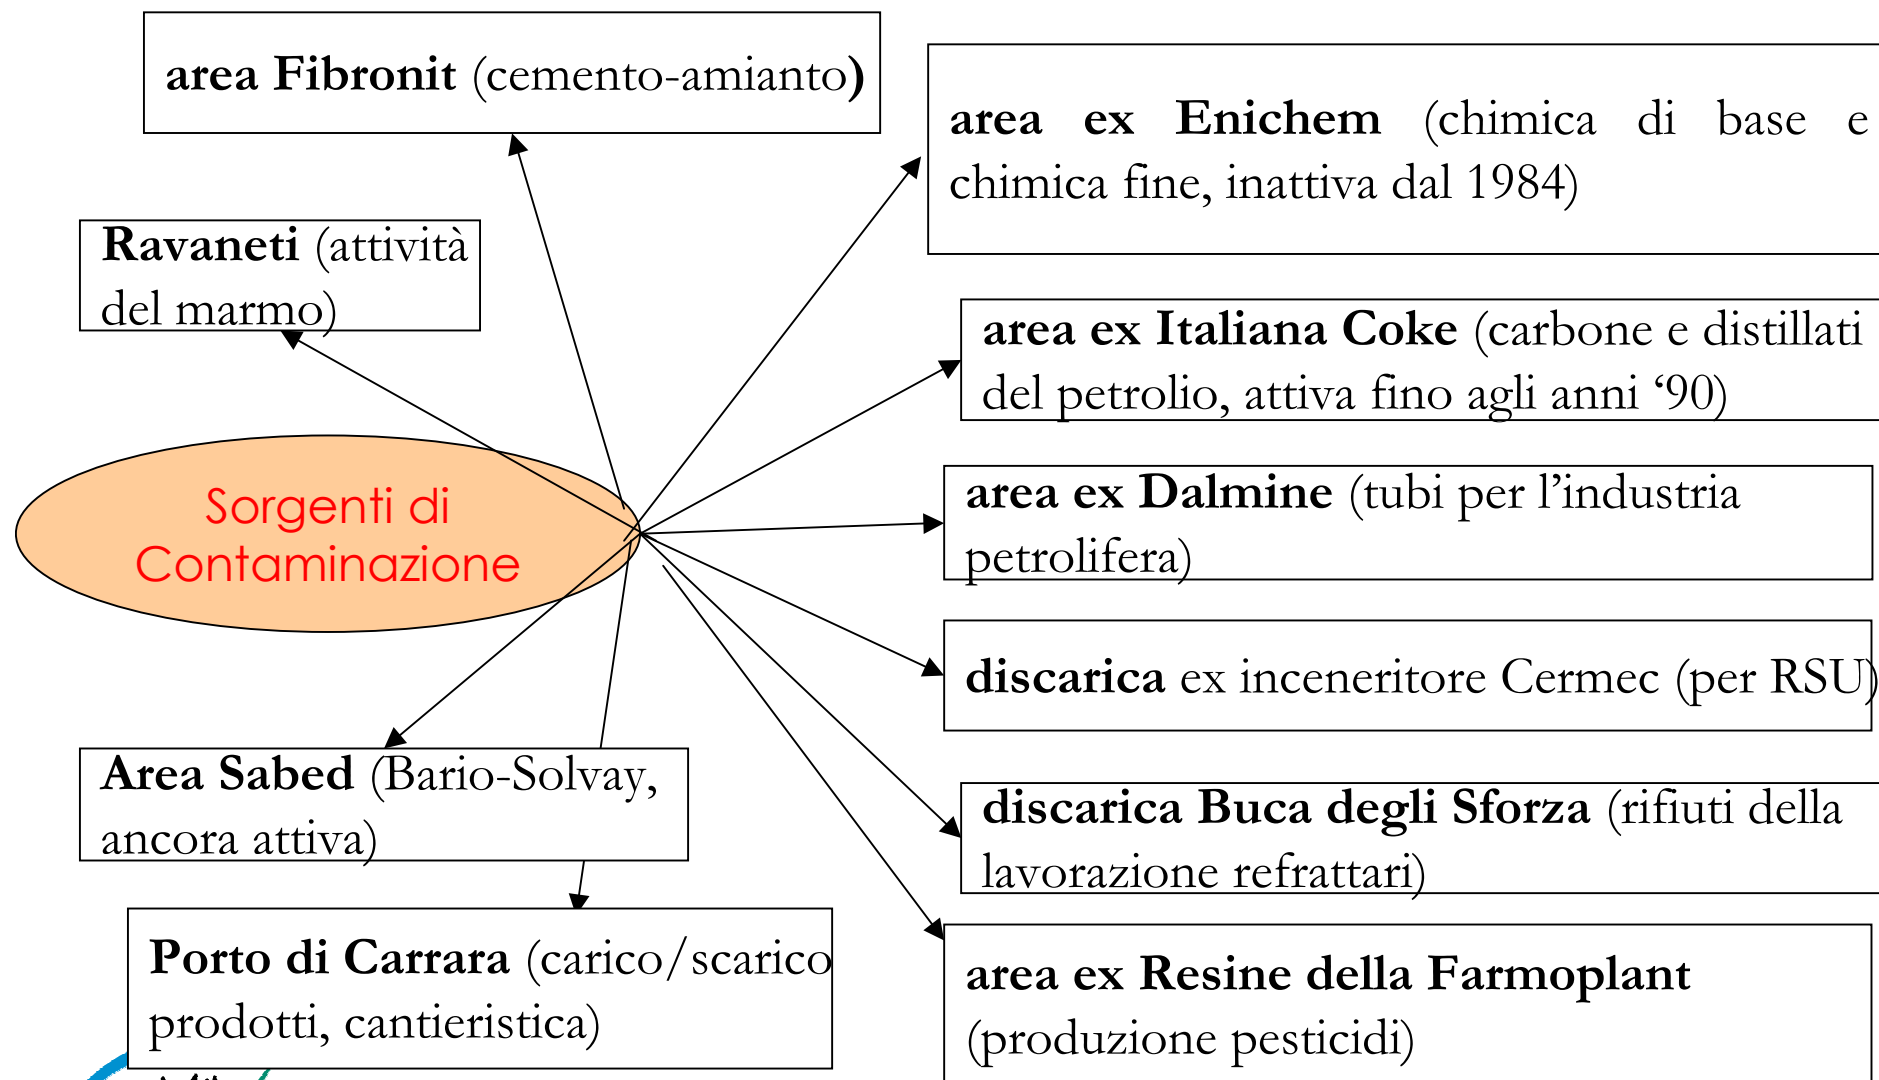 area Fibronit (cemento-amianto)
area ex Enichem (chimica di base e
chimica fine, inattiva dal 1984)
Ravaneti (attività
del marmo)
area ex Italiana Coke (carbone e distillati
del petrolio, attiva fino agli anni ‘90)
Sorgenti di
Contaminazione
area ex Dalmine (tubi per l’industria
petrolifera)
discarica ex inceneritore Cermec (per RSU)
Area Sabed (Bario-Solvay,
ancora attiva)
discarica Buca degli Sforza (rifiuti della
lavorazione refrattari)
Porto di Carrara (carico/scarico
prodotti, cantieristica)
area ex Resine della Farmoplant
(produzione pesticidi)